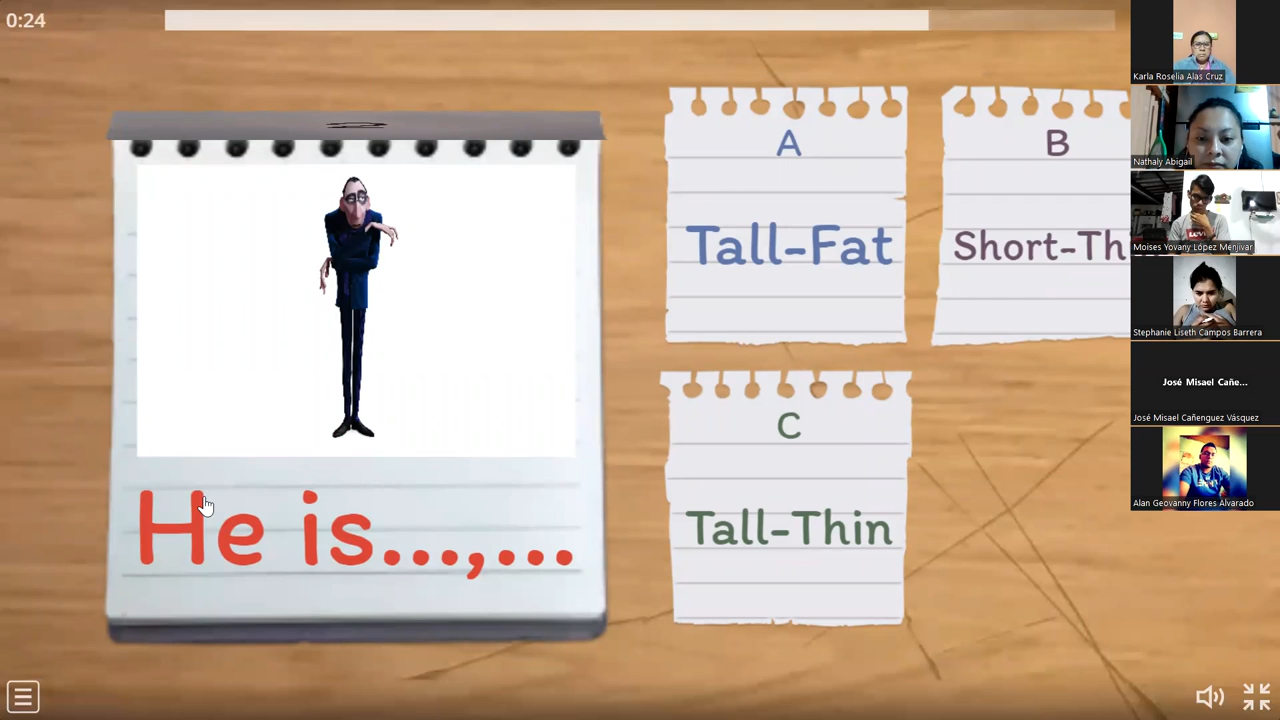 0:24
He is...,...
A
Tall-Fat
B
Short-Thi
C
Tall-Thin
Karla Roselia Alas Cruz
Nathaly Abigail
Moises Yovany López Menjivar
Stephanie Liseth Campos Barrera
José Misael Cañe...
José Misael Cañenguez Vásquez
Alan Geovanny Flores Alvarado